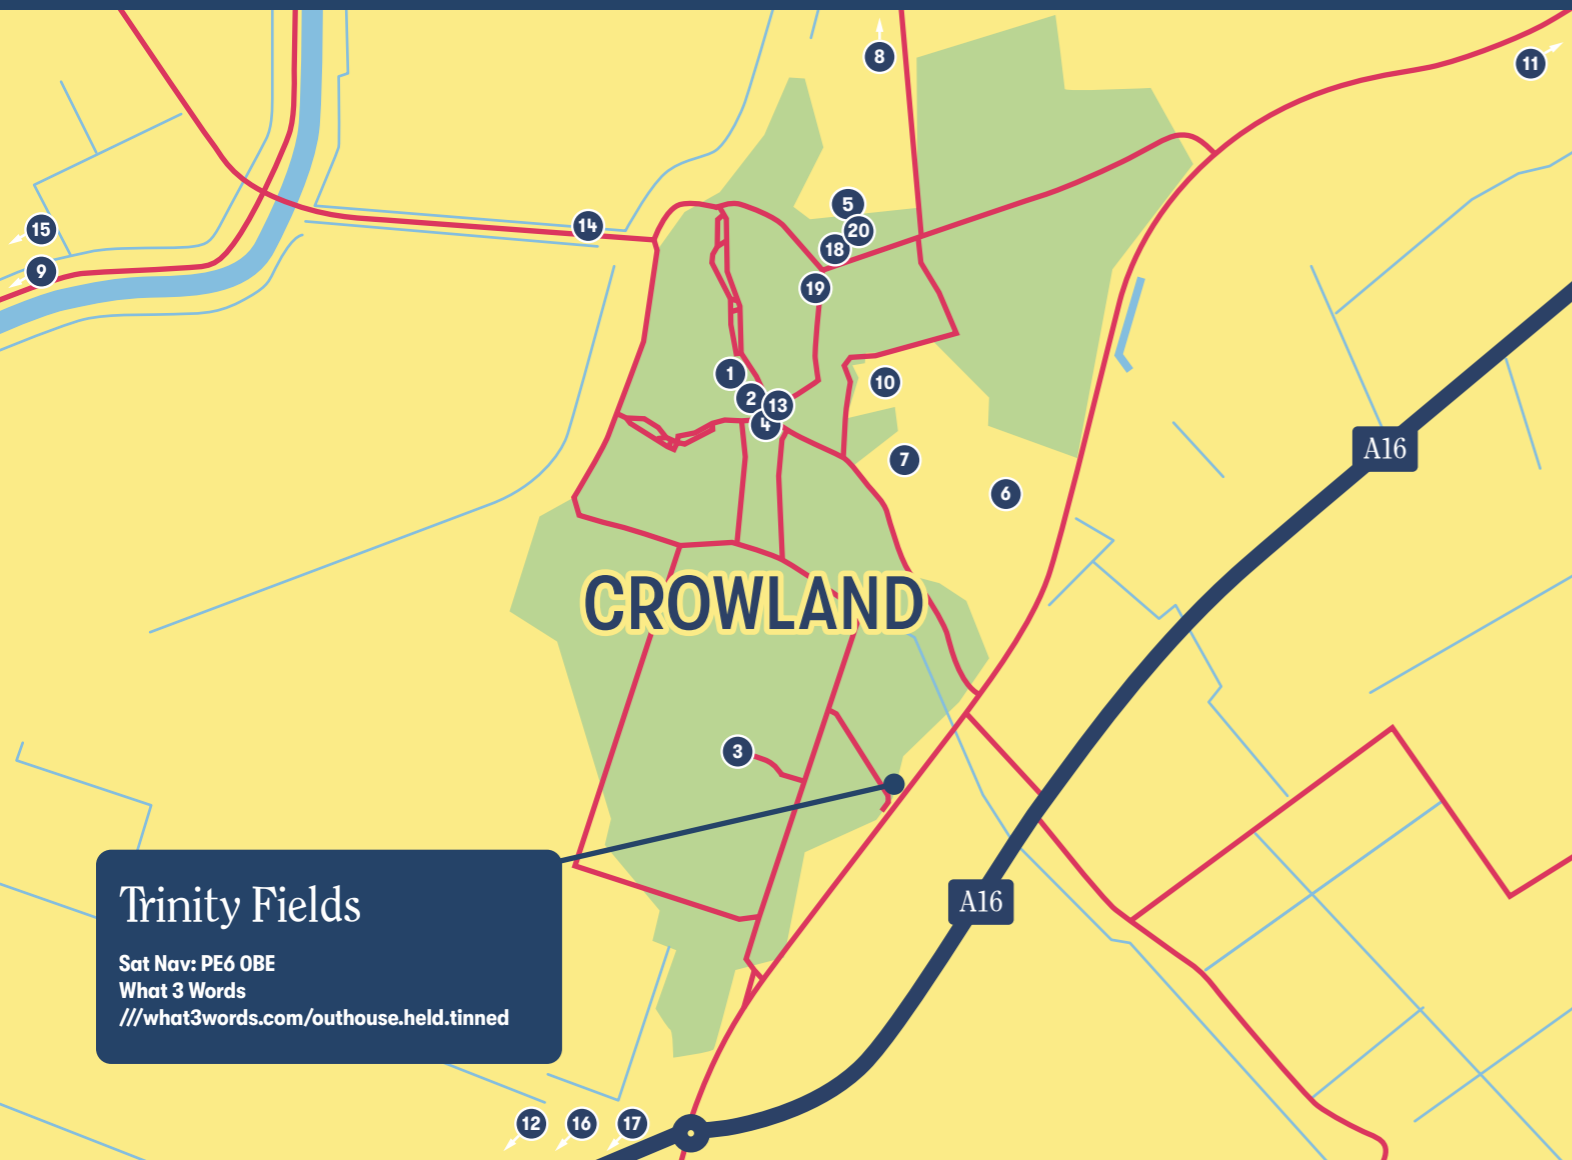 8
11
5
20
18
14
15
9
19
1
2
13
4
10
7
6
A16
CROWLAND
3
Trinity Fields
Sat Nav: PE6 0BE
What 3 Words
///what3words.com/outhouse.held.tinned
A16
12
16
17